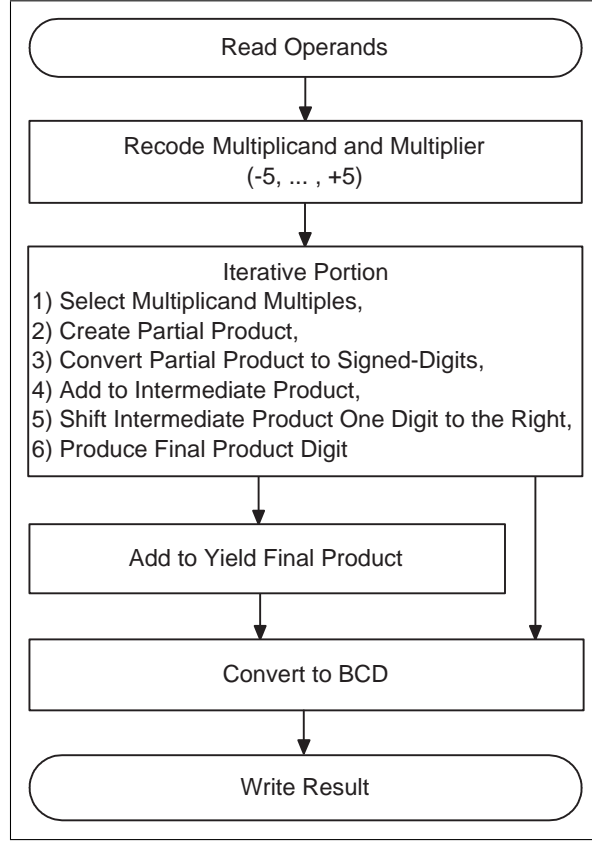 Read Operands
Recode Multiplicand and Multiplier
(-5, ... , +5)
Iterative Portion
1) Select Multiplicand Multiples,
2) Create Partial Product,
3) Convert Partial Product to Signed-Digits,
4) Add to Intermediate Product,
5) Shift Intermediate Product One Digit to the Right,
6) Produce Final Product Digit
Add to Yield Final Product
Convert to BCD
Write Result